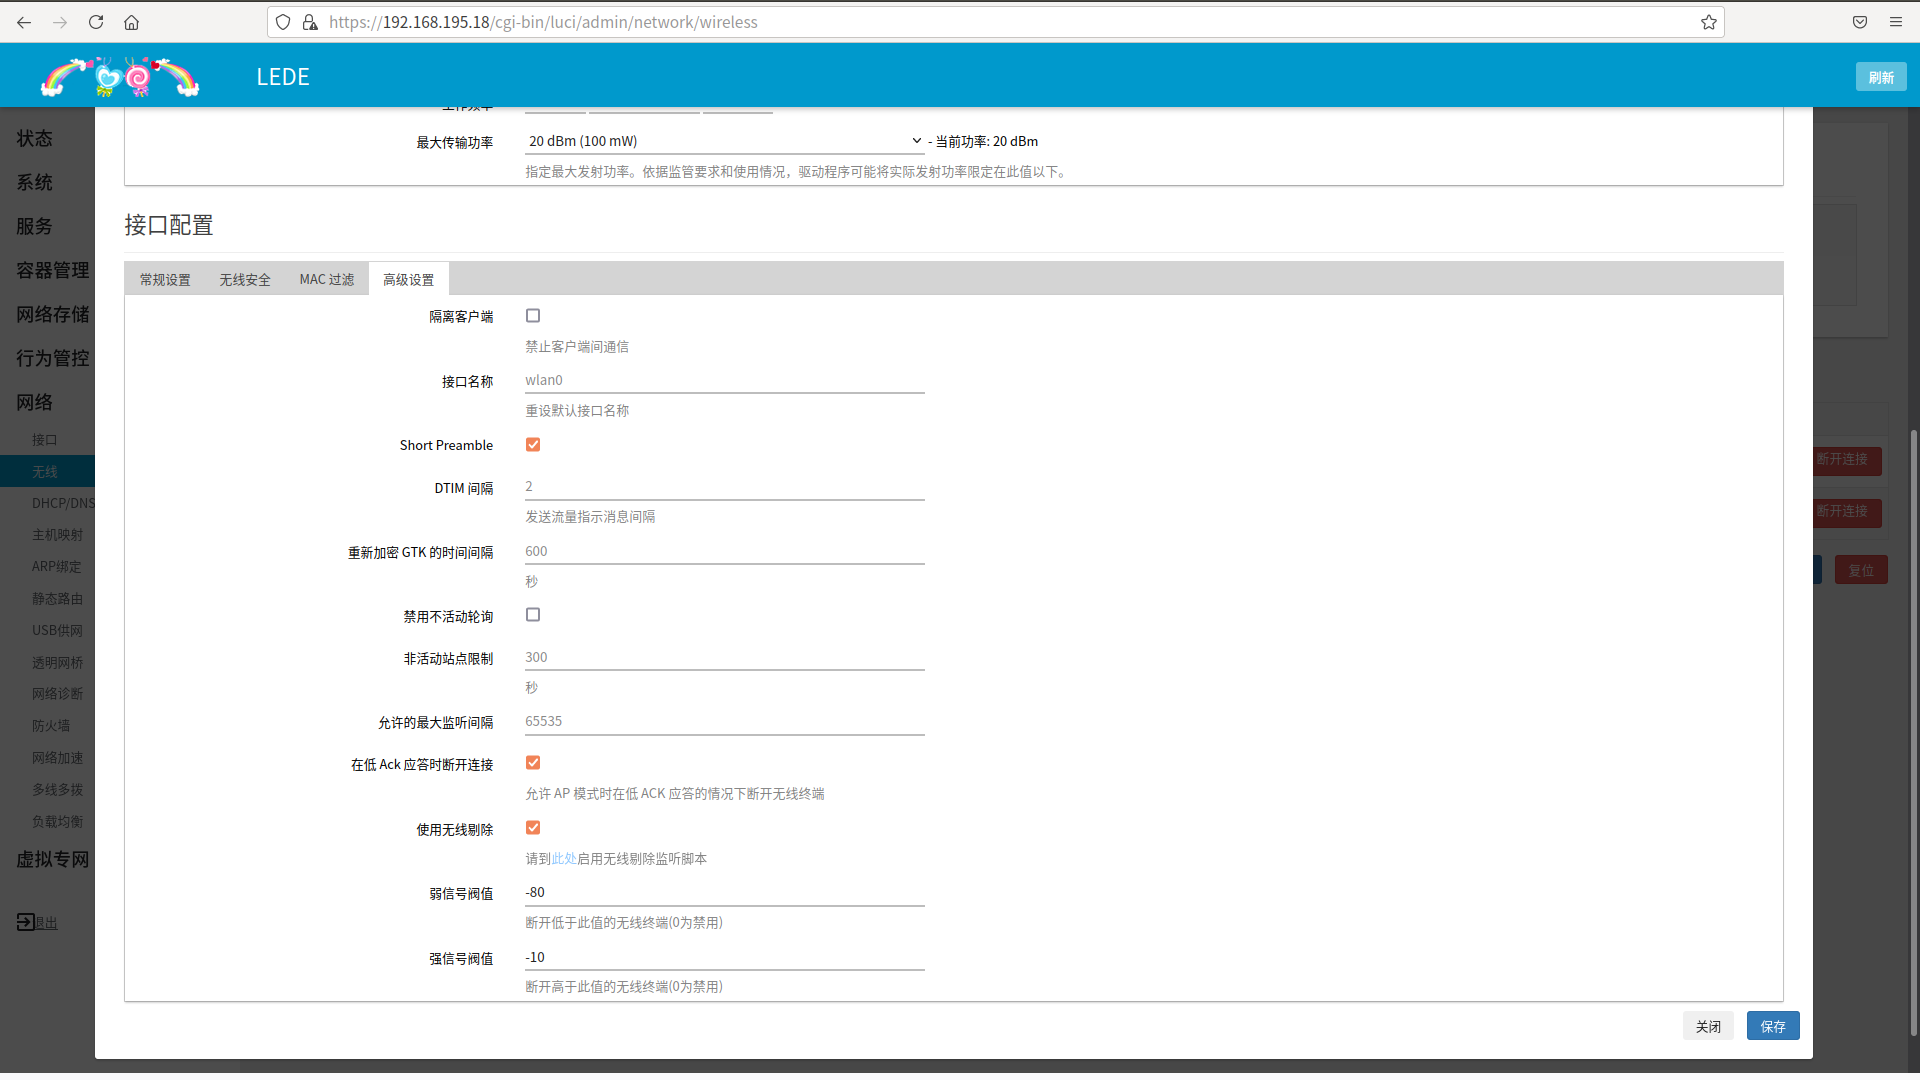 https://192.168.195.18/cgi-bin/luci/admin/network/wireless
LEDE
刷新
状态
系统
服务
容器管理
网络存储
行为管控
网络
接口
无线
DHCP/DNS
主机映射
ARP绑定
静态路由
USB供网
透明网桥
网络诊断
防火墙
网络加速
多线多拨
负载均衡
虚拟专网
退出
最大传输功率
20 dBm (100 mW)
- 当前功率: 20 dBm
指定最大发射功率。依据监管要求和使用情况，驱动程序可能将实际发射功率限定在此值以下。
接口配置
常规设置 无线安全 MAC 过滤 高级设置
隔离客户端
禁止客户端间通信
接口名称
wlan0
重设默认接口名称
Short Preamble
DTIM 间隔
2
发送流量指示消息间隔
重新加密 GTK 的时间间隔
600
秒
禁用不活动轮询
非活动站点限制
300
秒
允许的最大监听间隔
65535
在低 Ack 应答时断开连接
允许 AP 模式时在低 ACK 应答的情况下断开无线终端
使用无线剔除
请到此处启用无线剔除监听脚本
弱信号阀值
-80
断开低于此值的无线终端(0为禁用)
强信号阀值
-10
断开高于此值的无线终端(0为禁用)
关闭
保存
断开连接
断开连接
复位